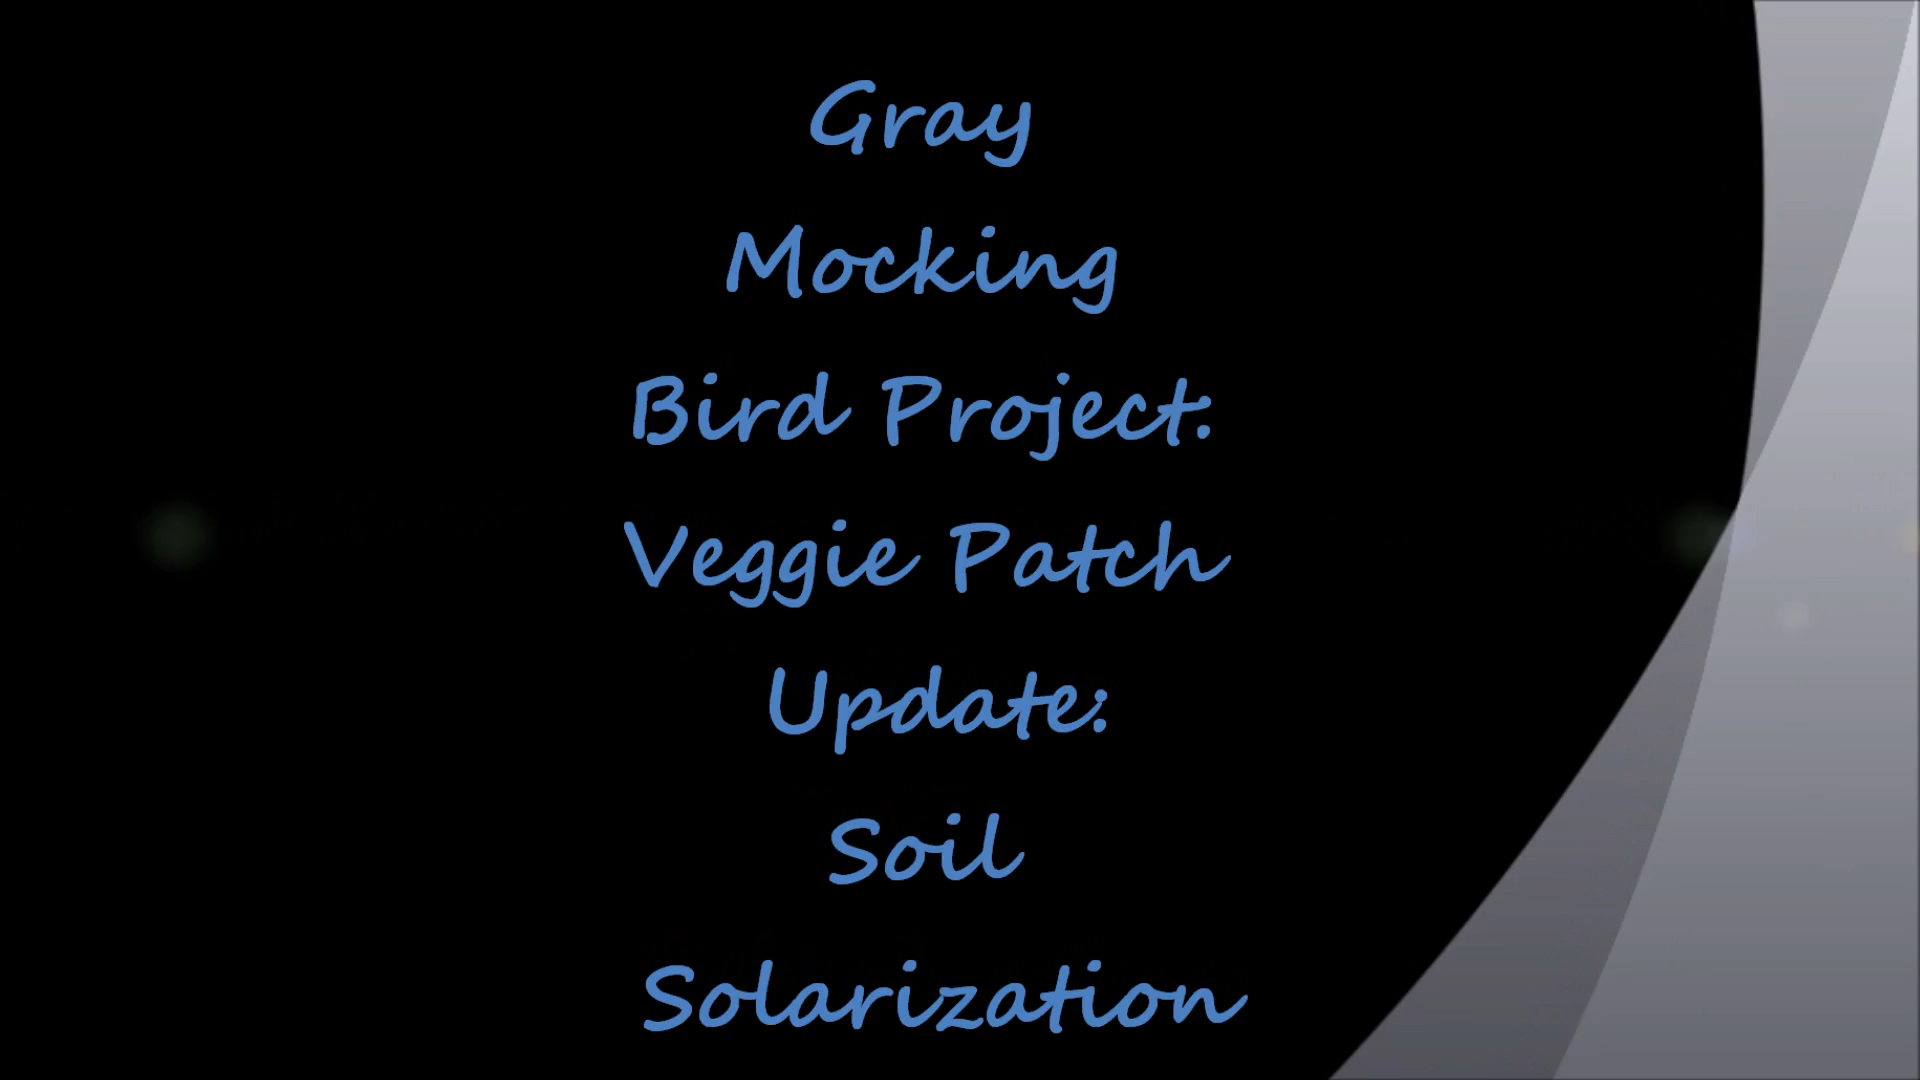 Gray
Mocking
Bird Project:
Veggie Patch
Update:
Soil
Solarization